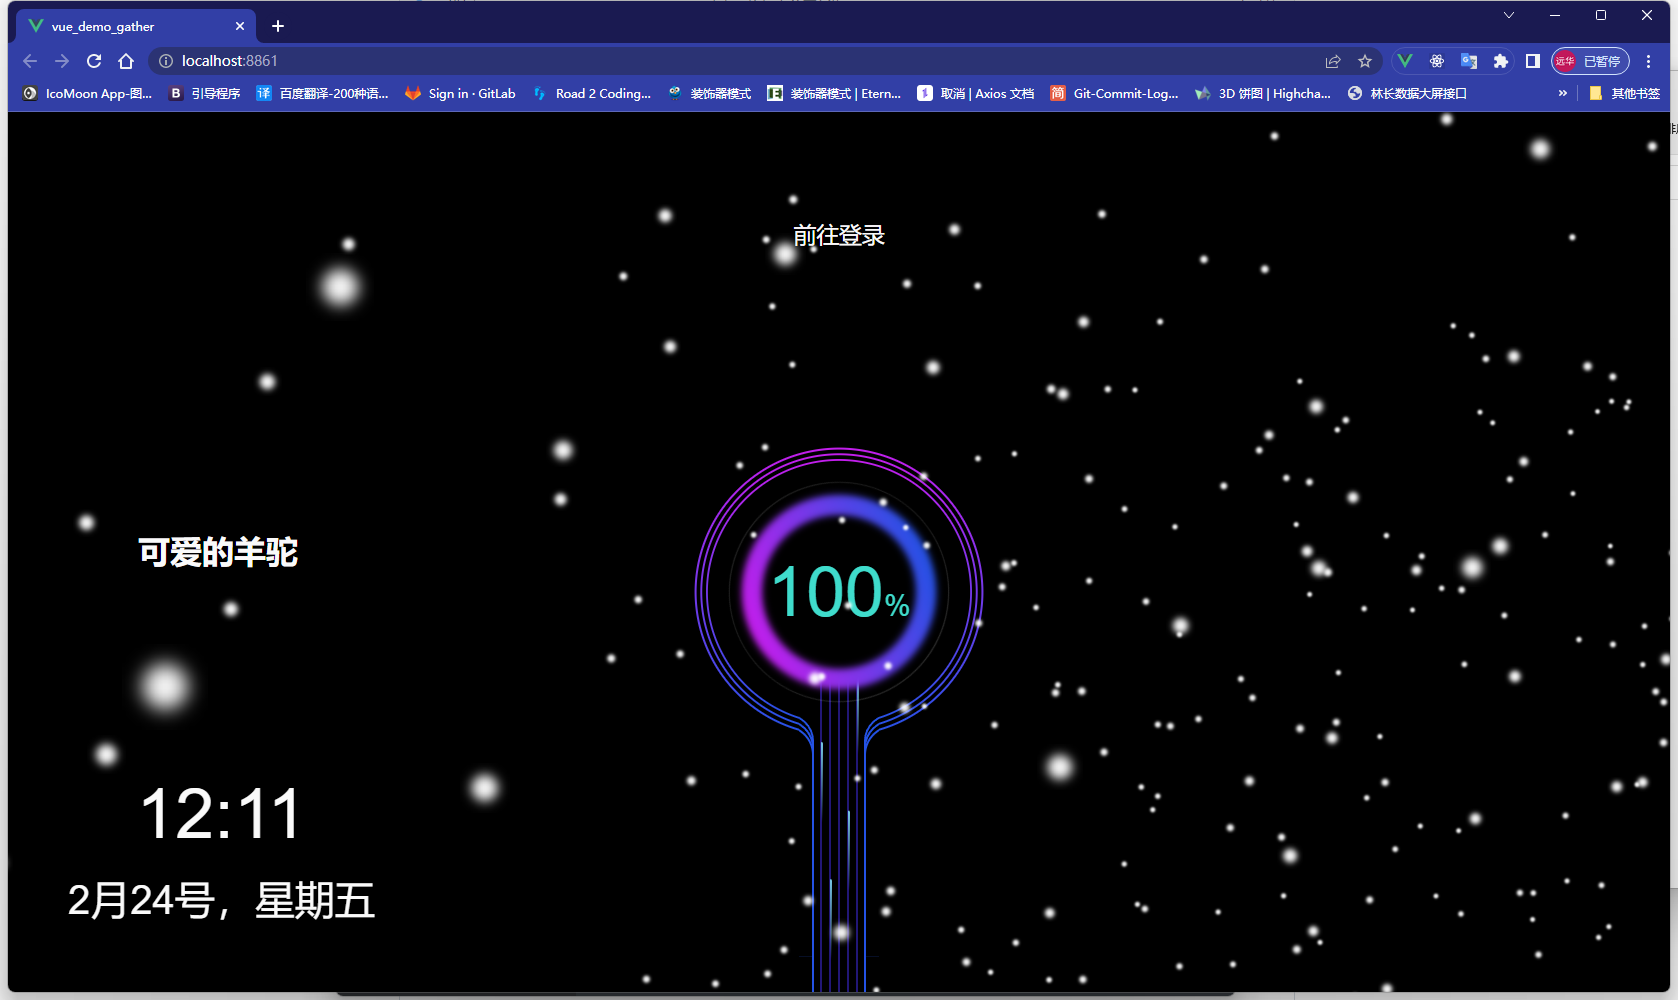 vue_demo_gather
localhost:8861
远华 已暂停
IcoMoon App-图...
引导程序
百度翻译-200种语...
Sign in · GitLab
Road 2 Coding...
装饰器模式
装饰器模式 | Etern...
取消 | Axios 文档
Git-Commit-Log...
3D 饼图 | Highcha...
林长数据大屏接口
»
其他书签
前往登录
可爱的羊驼
100%
12:11
2月24号，星期五